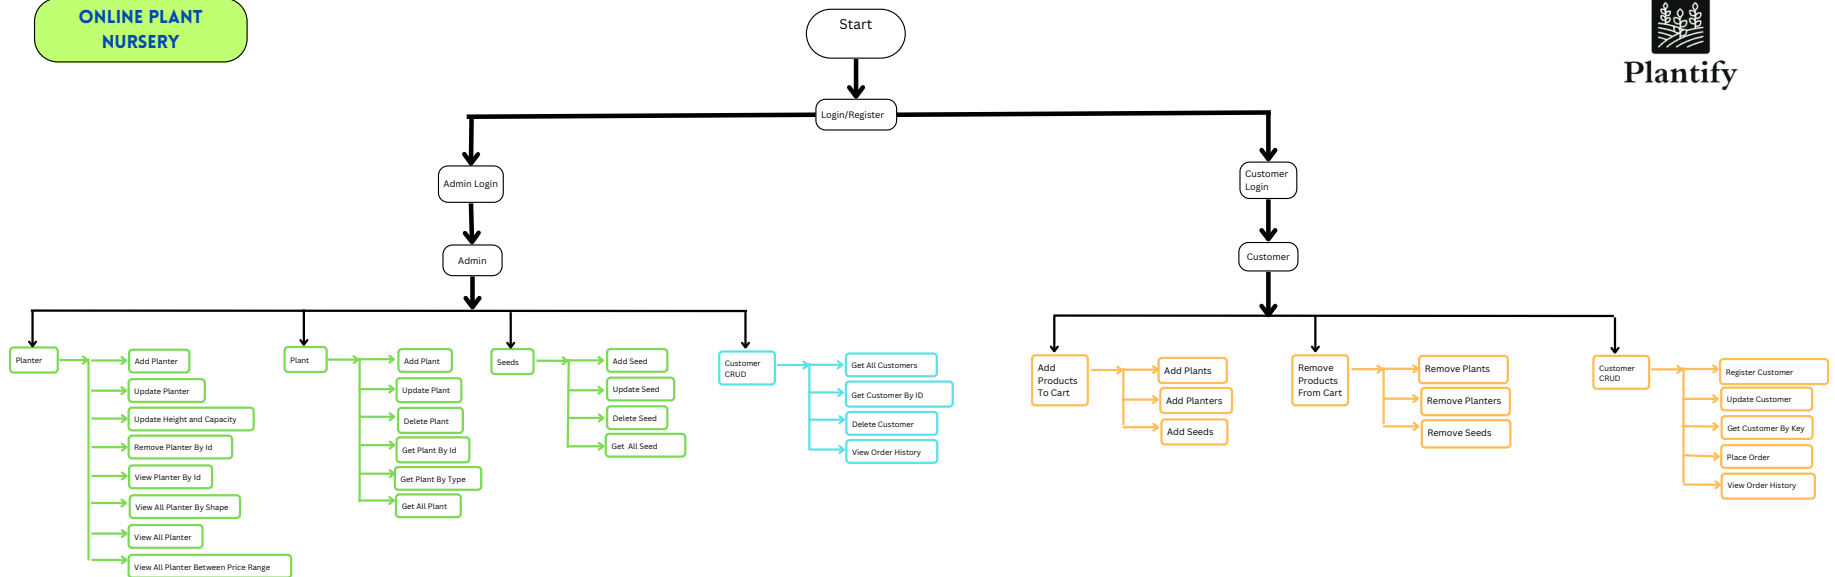 ONLINE PLANT
NURSERY
Start
Plantify
Login/Register
Admin Login
Customer
Login
Admin
Customer
Planter
Add Planter
Update Planter
Update Height and Capacity
Remove Planter By Id
View Planter By Id
View All Planter By Shape
View All Planter
View All Planter Between Price Range
Plant
Add Plant
Update Plant
Delete Plant
Get Plant By Id
Get Plant By Type
Get All Plant
Seeds
Add Seed
Update Seed
Delete Seed
Get  All Seed
Customer
CRUD
Get All Customers
Get Customer By ID
Delete Customer
View Order History
Add
Products
To Cart
Add Plants
Add Planters
Add Seeds
Remove
Products
From Cart
Remove Plants
Remove Planters
Remove Seeds
Customer
CRUD
Register Customer
Update Customer
Get Customer By Key
Place Order
View Order History